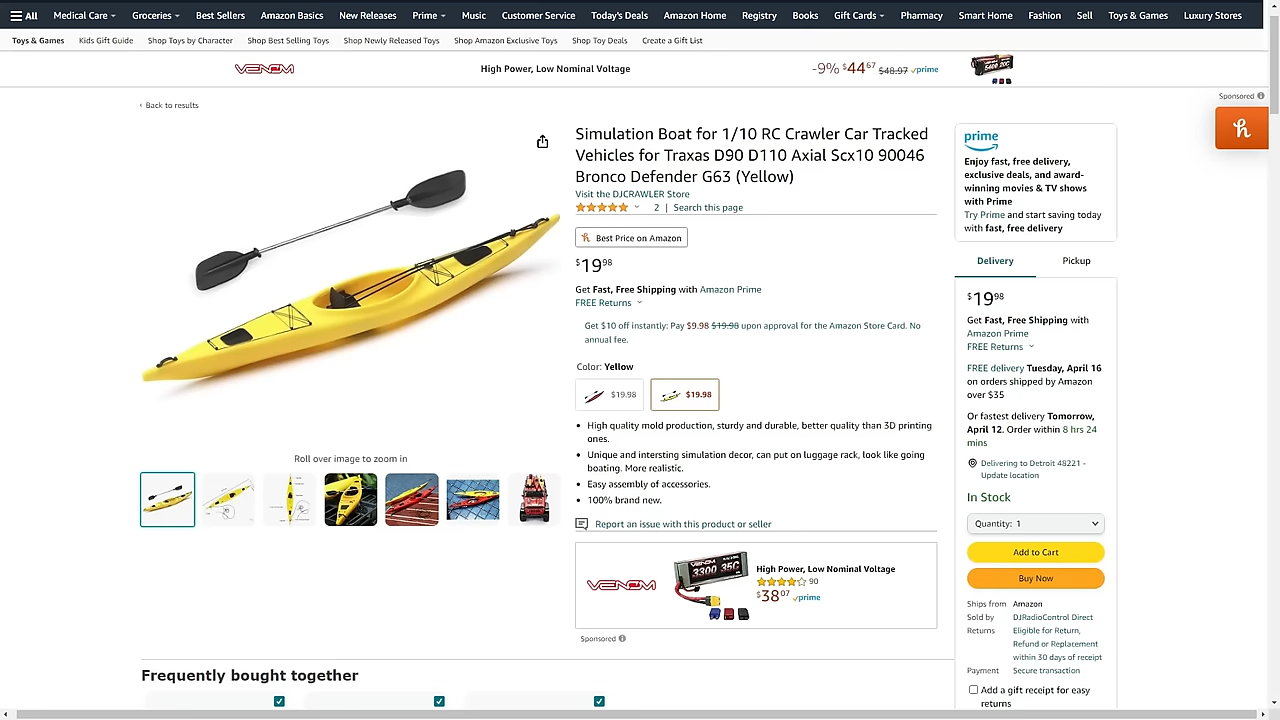 All
Medical Care
Groceries
Best Sellers
Amazon Basics
New Releases
Prime
Music
Customer Service
Today's Deals
Amazon Home
Registry
Books
Gift Cards
Pharmacy
Smart Home
Fashion
Sell
Toys & Games
Luxury Stores
Toys & Games
Kids Gift Guide
Shop Toys by Character
Shop Best Selling Toys
Shop Newly Released Toys
Shop Amazon Exclusive Toys
Shop Toy Deals
Create a Gift List
VENOM
High Power, Low Nominal Voltage
-9% $4467 $48.97 prime
Sponsored
‹ Back to results
Simulation Boat for 1/10 RC Crawler Car Tracked
Vehicles for Traxas D90 D110 Axial Scx10 90046
Bronco Defender G63 (Yellow)
Visit the DJCRAWLER Store
2 | Search this page
Best Price on Amazon
$1998
Get Fast, Free Shipping with Amazon Prime
FREE Returns
Get $10 off instantly: Pay $9.98 $19.98 upon approval for the Amazon Store Card. No
annual fee.
Color: Yellow
$19.98
$19.98
• High quality mold production, sturdy and durable, better quality than 3D printing
ones.
• Unique and intersting simulation decor, can put on luggage rack, look like going
boating. More realistic.
• Easy assembly of accessories.
• 100% brand new.
Report an issue with this product or seller
VENOM
VENOM
3300 35C
High Power, Low Nominal Voltage
90
$3807 prime
Sponsored
Roll over image to zoom in
Frequently bought together
prime
Enjoy fast, free delivery,
exclusive deals, and award-
winning movies & TV shows
with Prime
Try Prime and start saving today
with fast, free delivery
Delivery
Pickup
$1998
Get Fast, Free Shipping with
Amazon Prime
FREE Returns
FREE delivery Tuesday, April 16
on orders shipped by Amazon
over $35
Or fastest delivery Tomorrow,
April 12. Order within 8 hrs 24
mins
Delivering to Detroit 48221 -
Update location
In Stock
Quantity: 1
Add to Cart
Buy Now
Ships from Amazon
Sold by DJRadioControl Direct
Returns Eligible for Return,
Refund or Replacement
within 30 days of receipt
Payment Secure transaction
Add a gift receipt for easy
returns